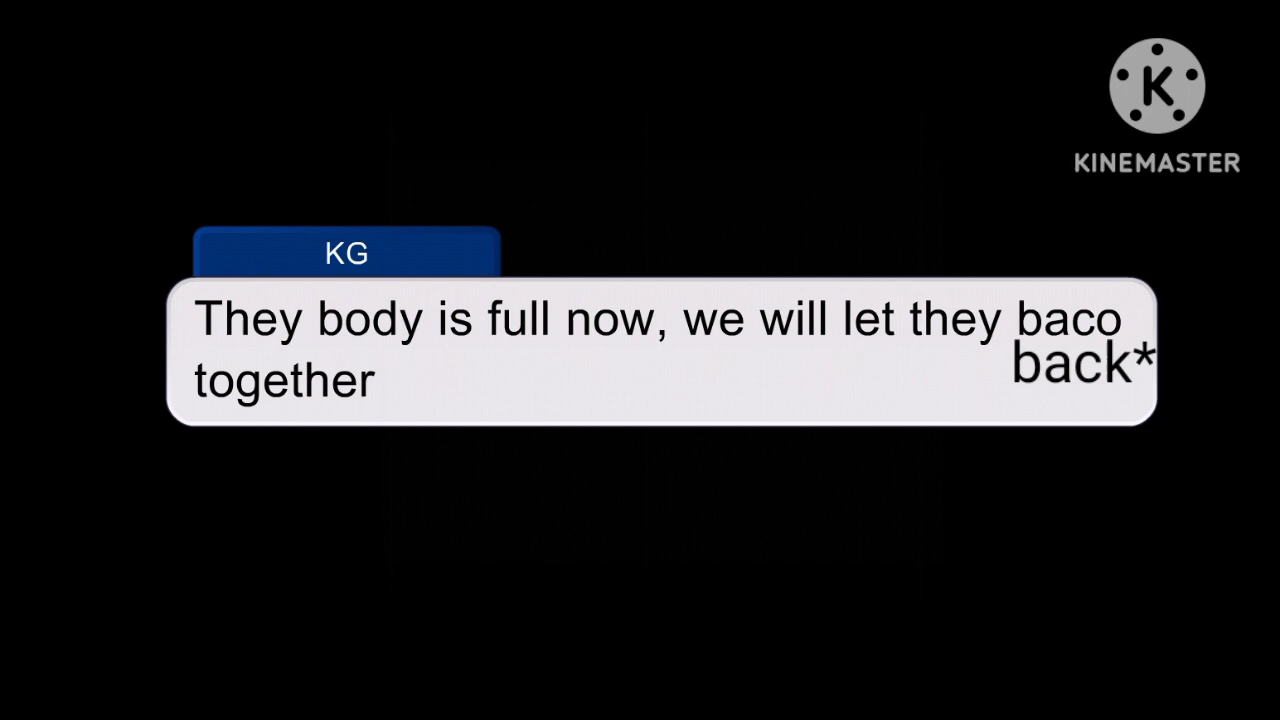 K
KINEMASTER
KG
They body is full now, we will let they baco
back*
together